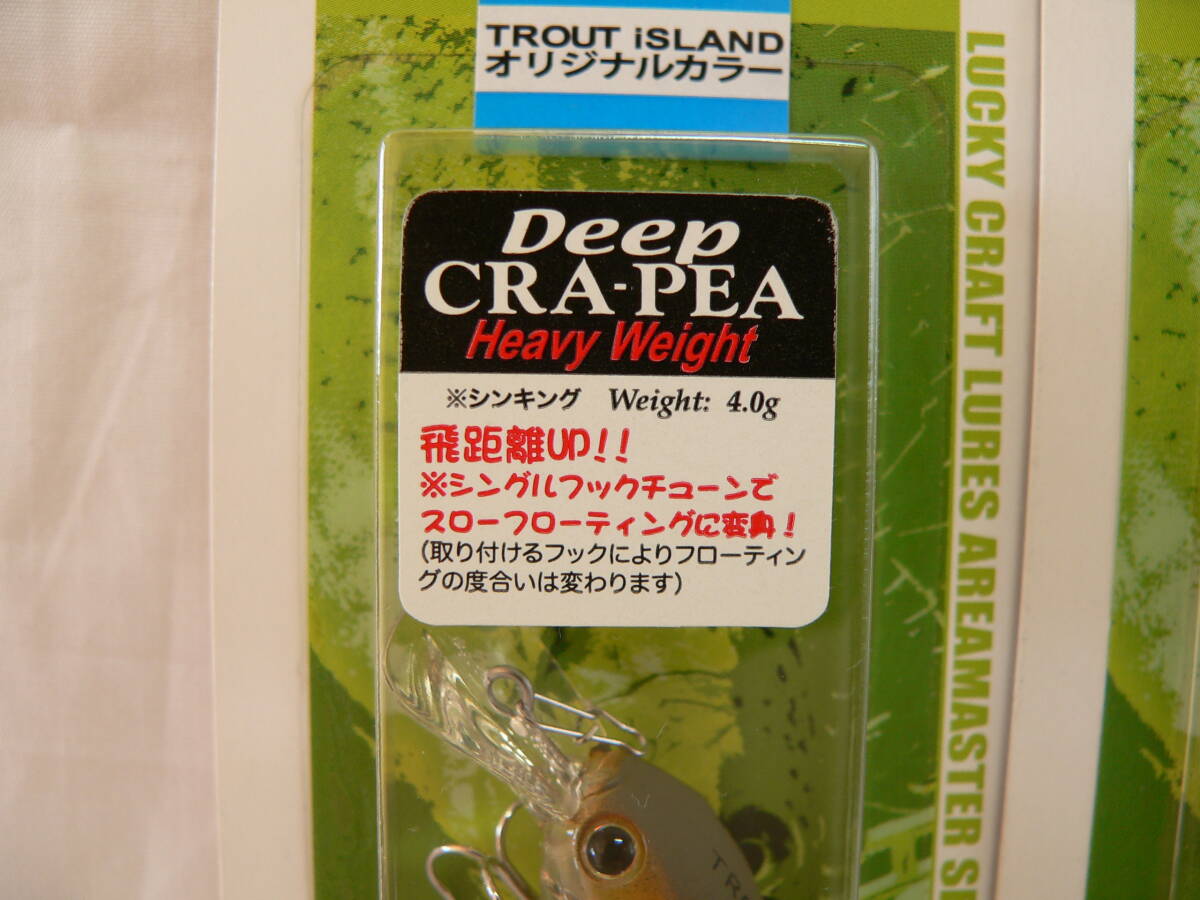 TROUT iSLAND
オリジナルカラー
Deep
CRA-PEA
Heavy Weight
※シンキング Weight: 4.0g
飛距離UP!!
※シングルフックチューンで
スローフローティングに変身!
(取り付けるフックによりフローティン
グの度合いは変わります)
LUCKY CRAFT LURES AREAMASTER